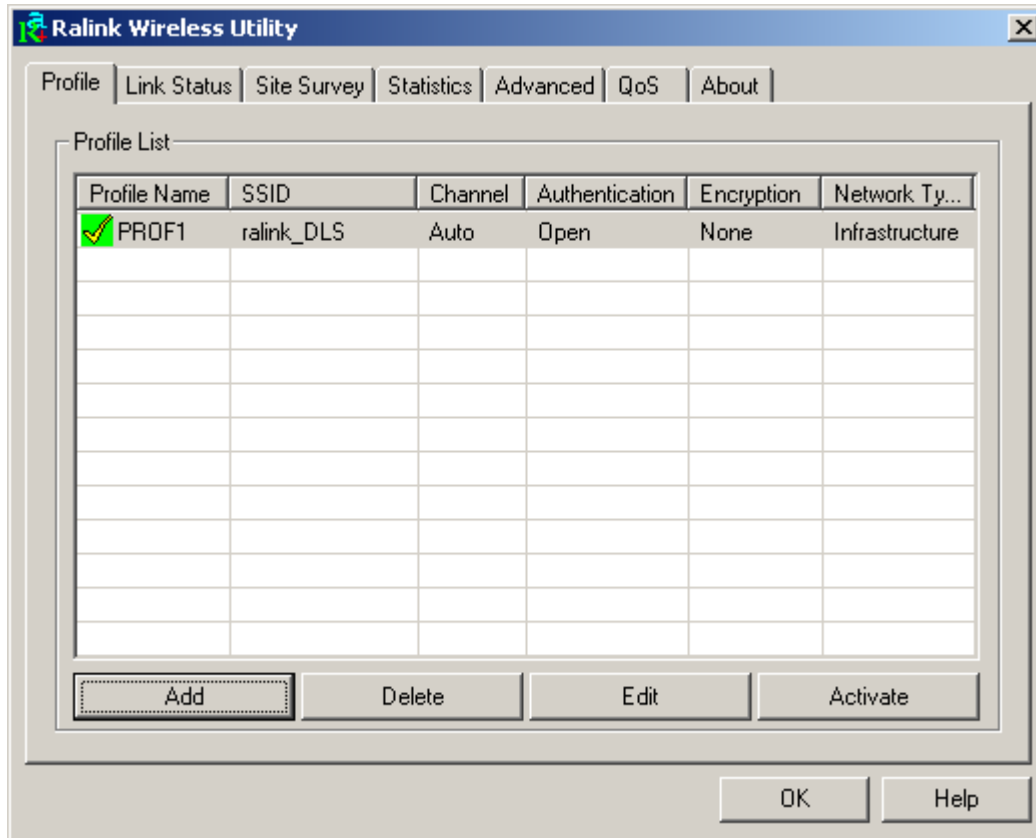 Ralink Wireless Utility
Profile Link Status Site Survey Statistics Advanced QoS About
Profile List
Profile Name SSID Channel Authentication Encryption Network Ty...
PROF1 ralink_DLS Auto Open None Infrastructure
Add Delete Edit Activate
OK Help